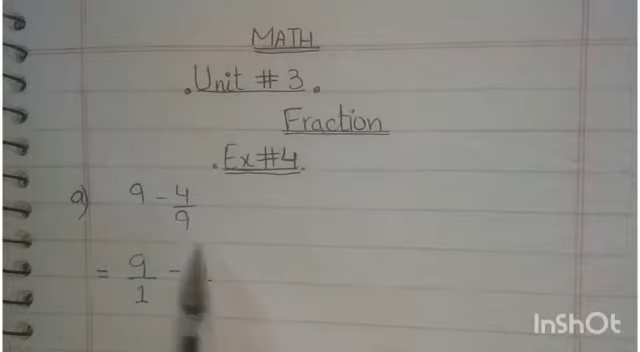 MATH
.Unit # 3.
Fraction
.Ex#4.
a) 9 - 4/9
= 9/1 -
InShOt